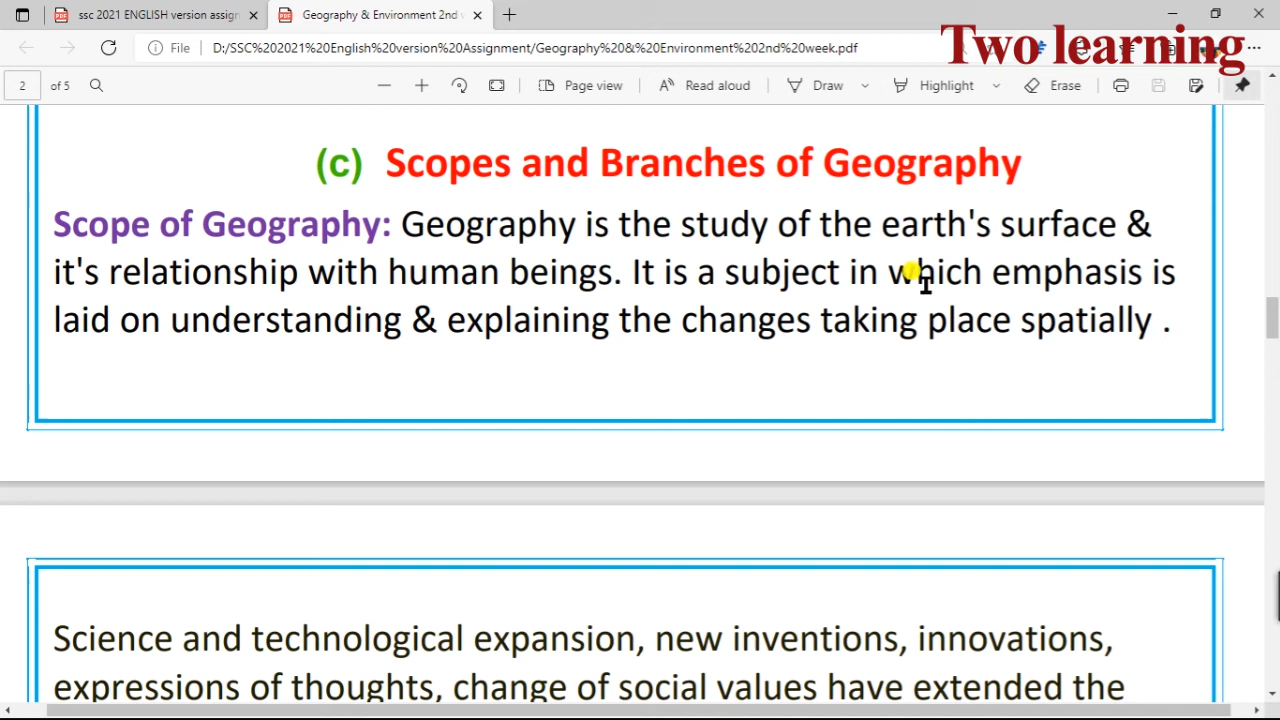 ssc 2021 ENGLISH version assign
Geography & Environment 2nd
Two learning
File D:/SSC%202021%20English%20version%20Assignment/Geography%20&%20Environment%202nd%20week.pdf
2 of 5 Page view Read aloud Draw Highlight Erase
(c) Scopes and Branches of Geography
Scope of Geography: Geography is the study of the earth's surface &
it's relationship with human beings. It is a subject in which emphasis is
laid on understanding & explaining the changes taking place spatially .
Science and technological expansion, new inventions, innovations,
expressions of thoughts, change of social values have extended the